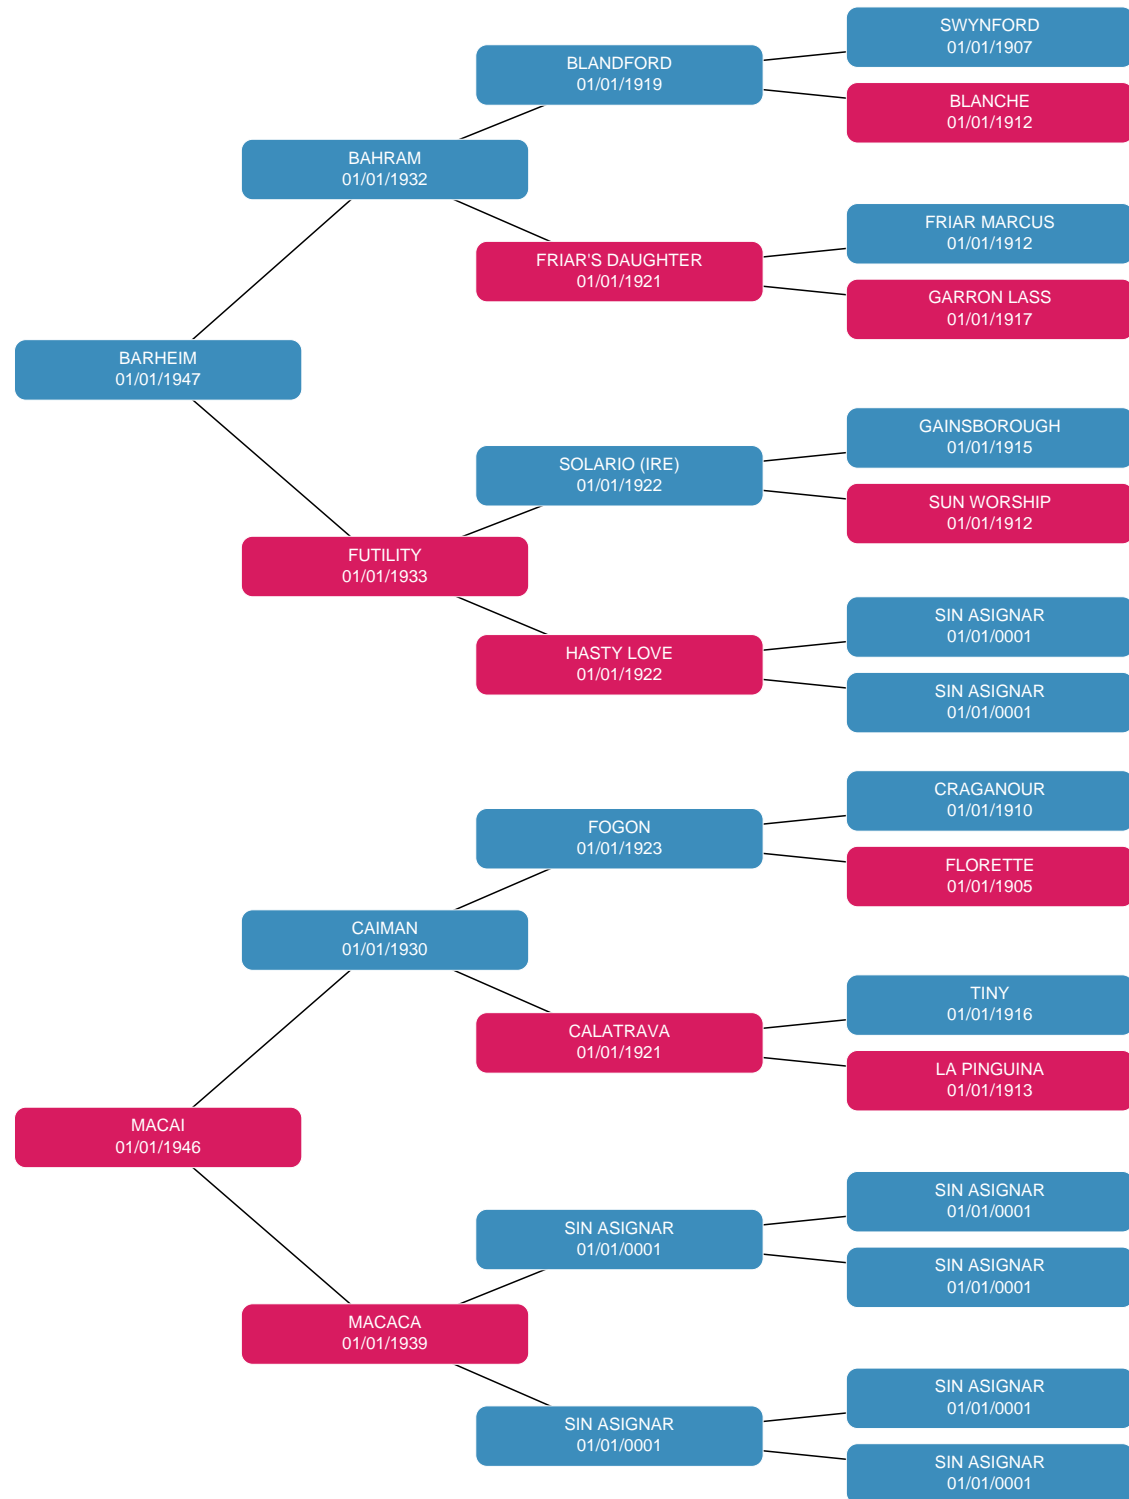 SWYNFORD
01/01/1907
BLANDFORD
01/01/1919
BLANCHE
01/01/1912
BAHRAM
01/01/1932
FRIAR MARCUS
01/01/1912
FRIAR'S DAUGHTER
01/01/1921
GARRON LASS
01/01/1917
BARHEIM
01/01/1947
GAINSBOROUGH
01/01/1915
SOLARIO (IRE)
01/01/1922
SUN WORSHIP
01/01/1912
FUTILITY
01/01/1933
SIN ASIGNAR
01/01/0001
HASTY LOVE
01/01/1922
SIN ASIGNAR
01/01/0001
CRAGANOUR
01/01/1910
FOGON
01/01/1923
FLORETTE
01/01/1905
CAIMAN
01/01/1930
TINY
01/01/1916
CALATRAVA
01/01/1921
LA PINGUINA
01/01/1913
MACAI
01/01/1946
SIN ASIGNAR
01/01/0001
SIN ASIGNAR
01/01/0001
SIN ASIGNAR
01/01/0001
MACACA
01/01/1939
SIN ASIGNAR
01/01/0001
SIN ASIGNAR
01/01/0001
SIN ASIGNAR
01/01/0001